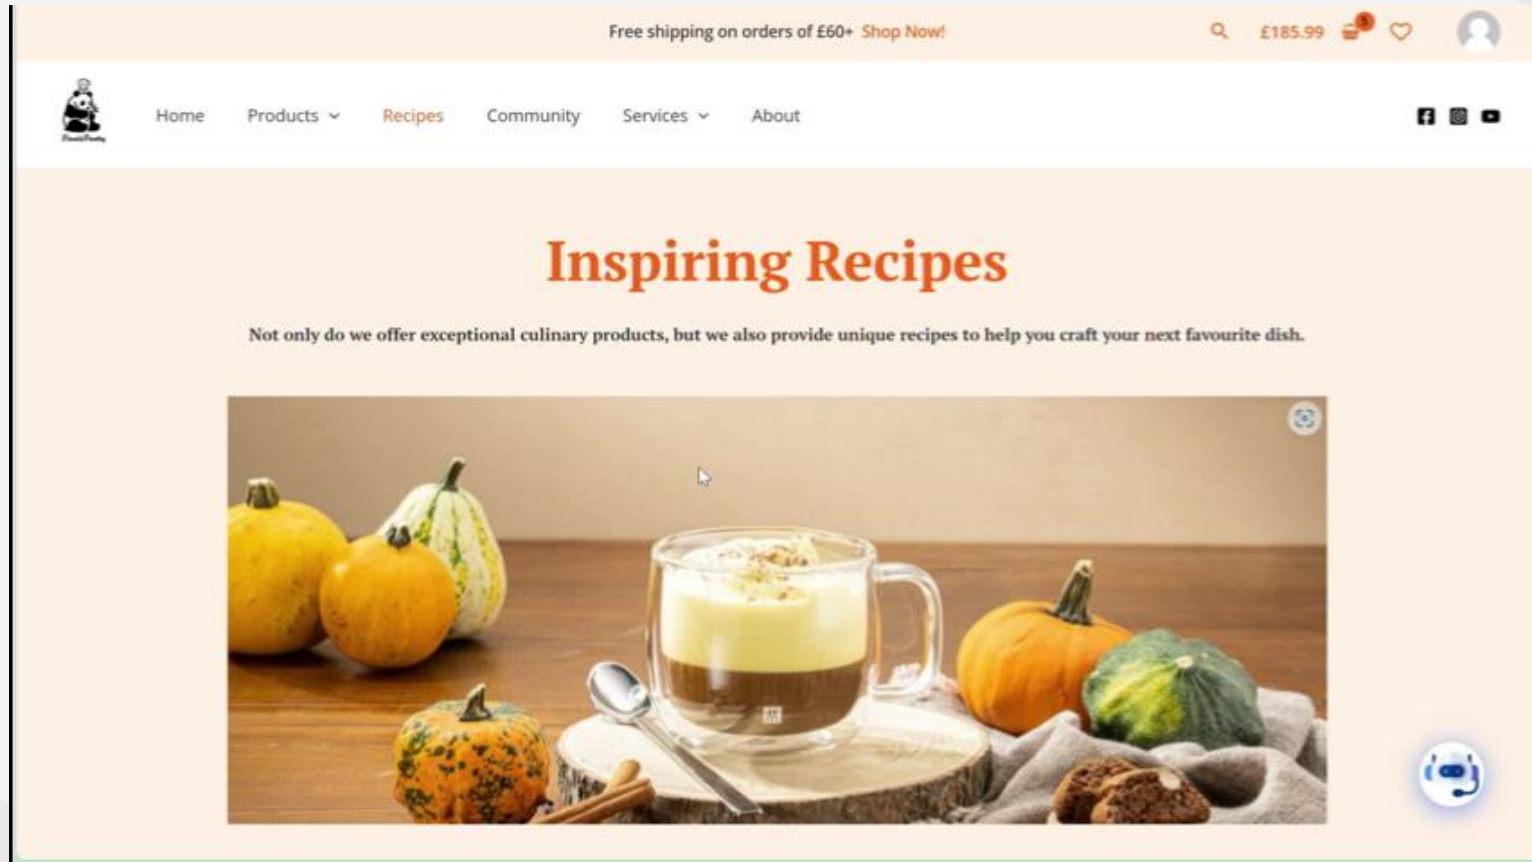 Free shipping on orders of £60+ Shop Now!
£185.99
5
Home Products Recipes Community Services About
Inspiring Recipes
Not only do we offer exceptional culinary products, but we also provide unique recipes to help you craft your next favourite dish.